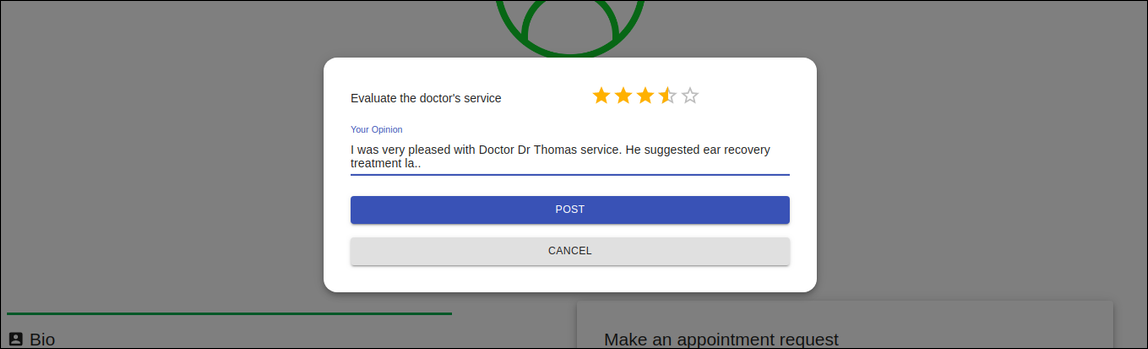 Evaluate the doctor's service
Your Opinion
I was very pleased with Doctor Dr Thomas service. He suggested ear recovery
treatment la..
POST
CANCEL
Bio
Make an appointment request